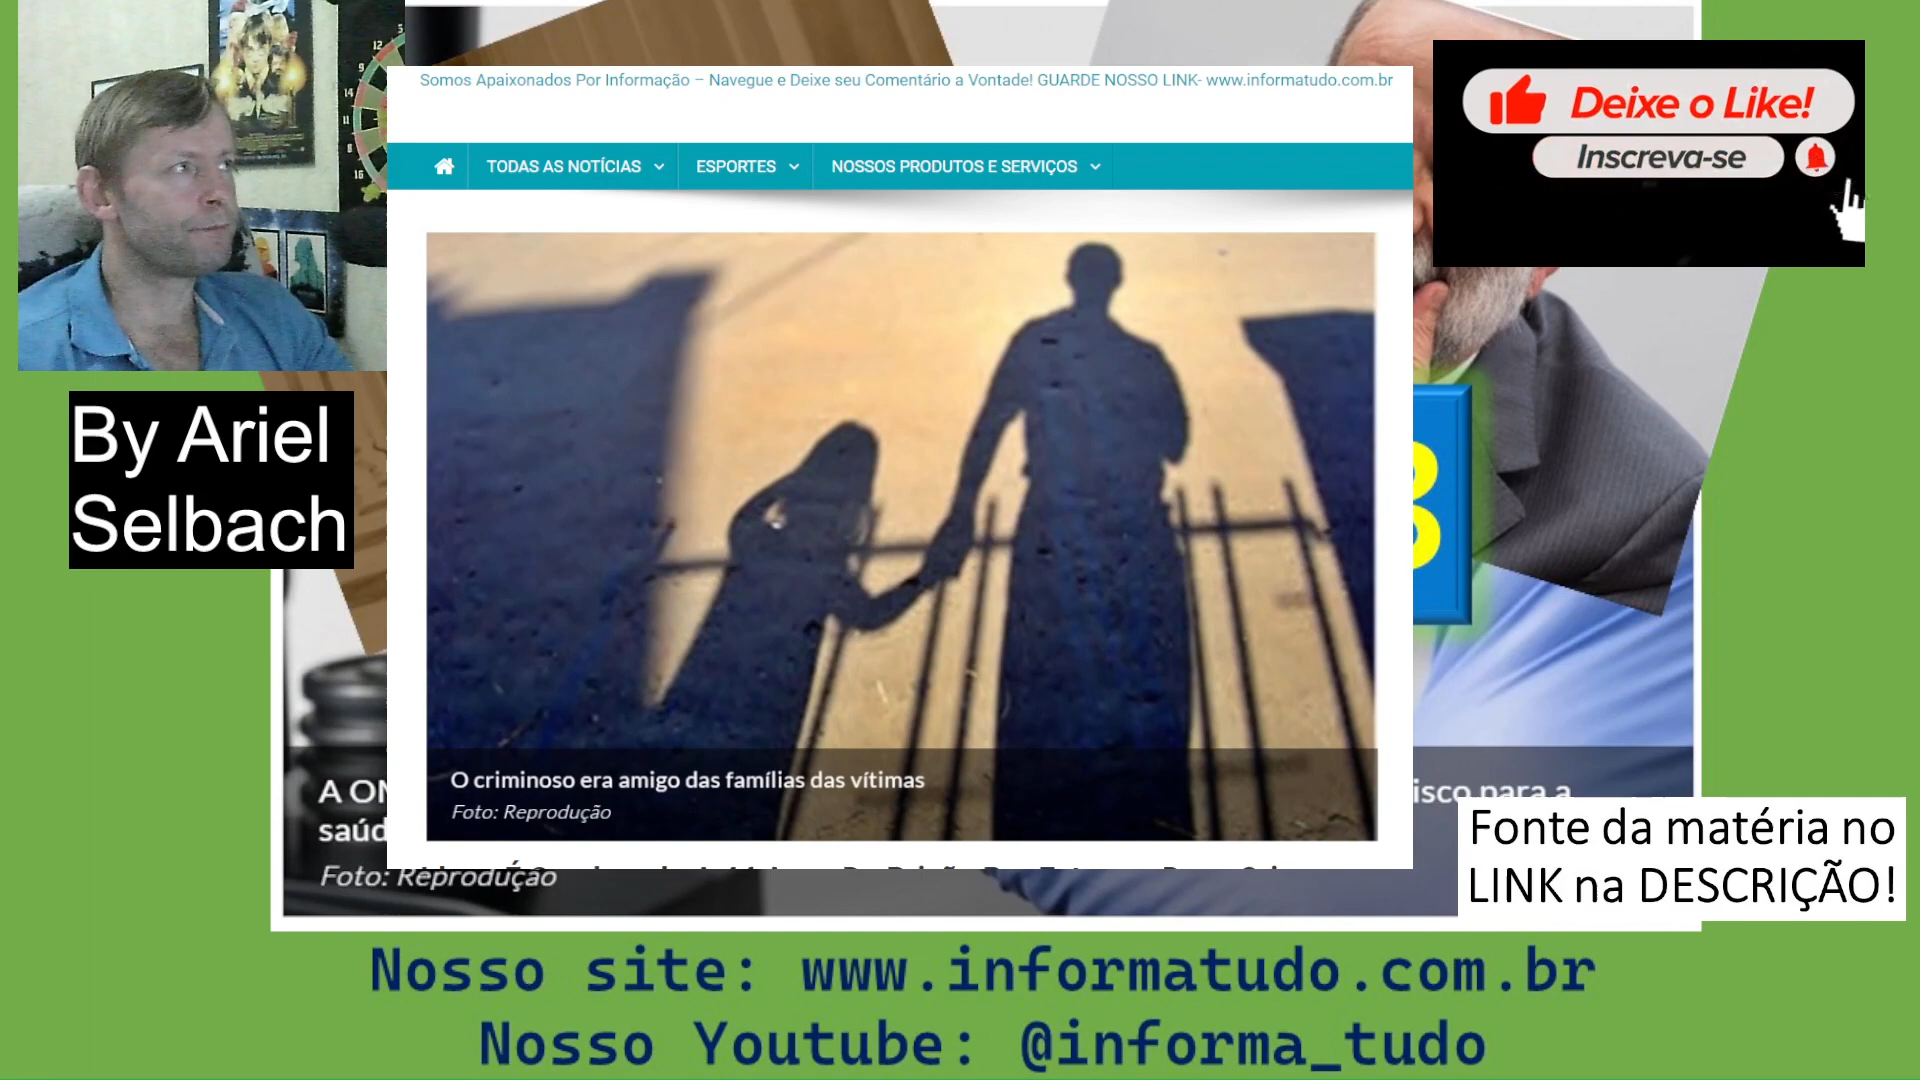 Somos Apaixonados Por Informação – Navegue e Deixe seu Comentário a Vontade! GUARDE NOSSO LINK- www.informatudo.com.br
TODAS AS NOTÍCIAS
ESPORTES
NOSSOS PRODUTOS E SERVIÇOS
Deixe o Like!
Inscreva-se
By Ariel
Selbach
O criminoso era amigo das famílias das vítimas
Foto: Reprodução
A
isco para a
saúd
Foto: Reprodução
Fonte da matéria no
LINK na DESCRIÇÃO!
Nosso site: www.informatudo.com.br
Nosso Youtube: @informa_tudo